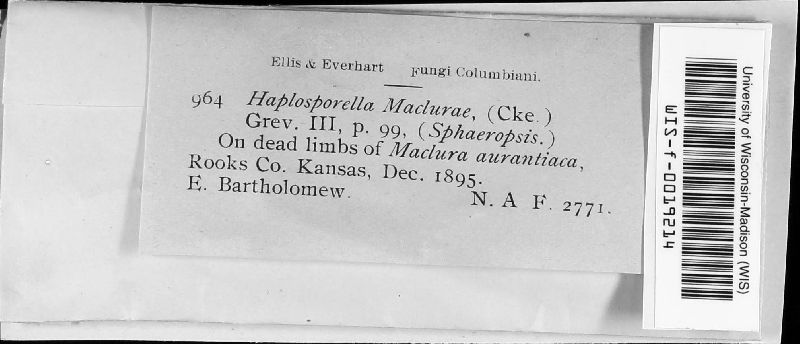 Ellis & Everhart Fungi Columbiani.
964 Haplosporella Maclurae, (Cke.)
Grev. III, p. 99, (Sphaeropsis.)
On dead limbs of Maclura aurantiaca,
Rooks Co. Kansas, Dec. 1895.
E. Bartholomew. N. A F. 2771.
University of Wisconsin-Madison (WIS)
WIS-f-0019214